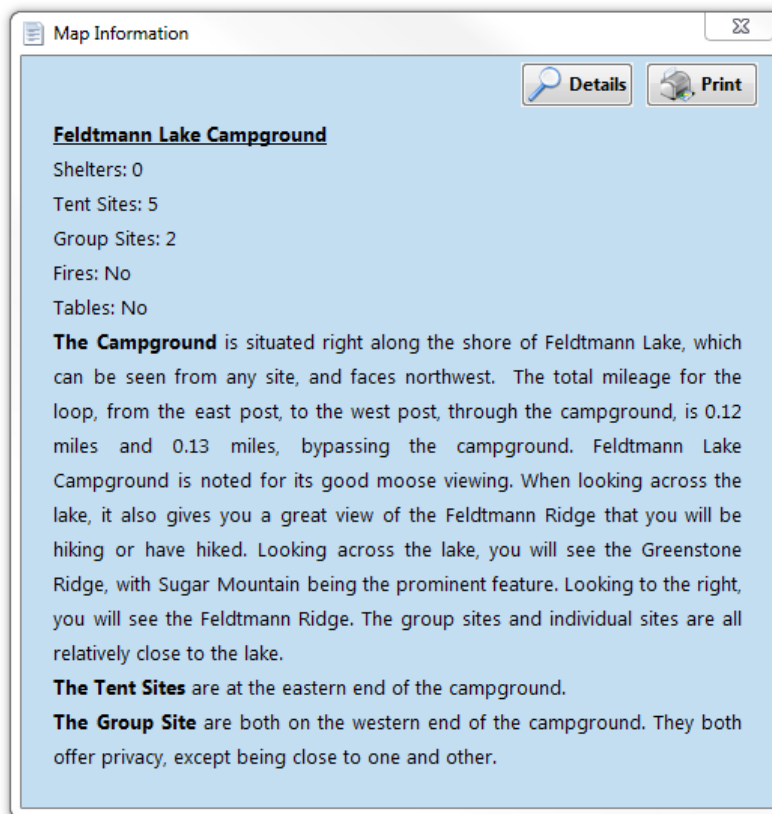 Map Information
Details Print
Feldtmann Lake Campground
Shelters: 0
Tent Sites: 5
Group Sites: 2
Fires: No
Tables: No
The Campground is situated right along the shore of Feldtmann Lake, which
can be seen from any site, and faces northwest.  The total mileage for the
loop, from the east post, to the west post, through the campground, is 0.12
miles and 0.13 miles, bypassing the campground. Feldtmann Lake
Campground is noted for its good moose viewing. When looking across the
lake, it also gives you a great view of the Feldtmann Ridge that you will be
hiking or have hiked. Looking across the lake, you will see the Greenstone
Ridge, with Sugar Mountain being the prominent feature. Looking to the right,
you will see the Feldtmann Ridge. The group sites and individual sites are all
relatively close to the lake.
The Tent Sites are at the eastern end of the campground.
The Group Site are both on the western end of the campground. They both
offer privacy, except being close to one and other.